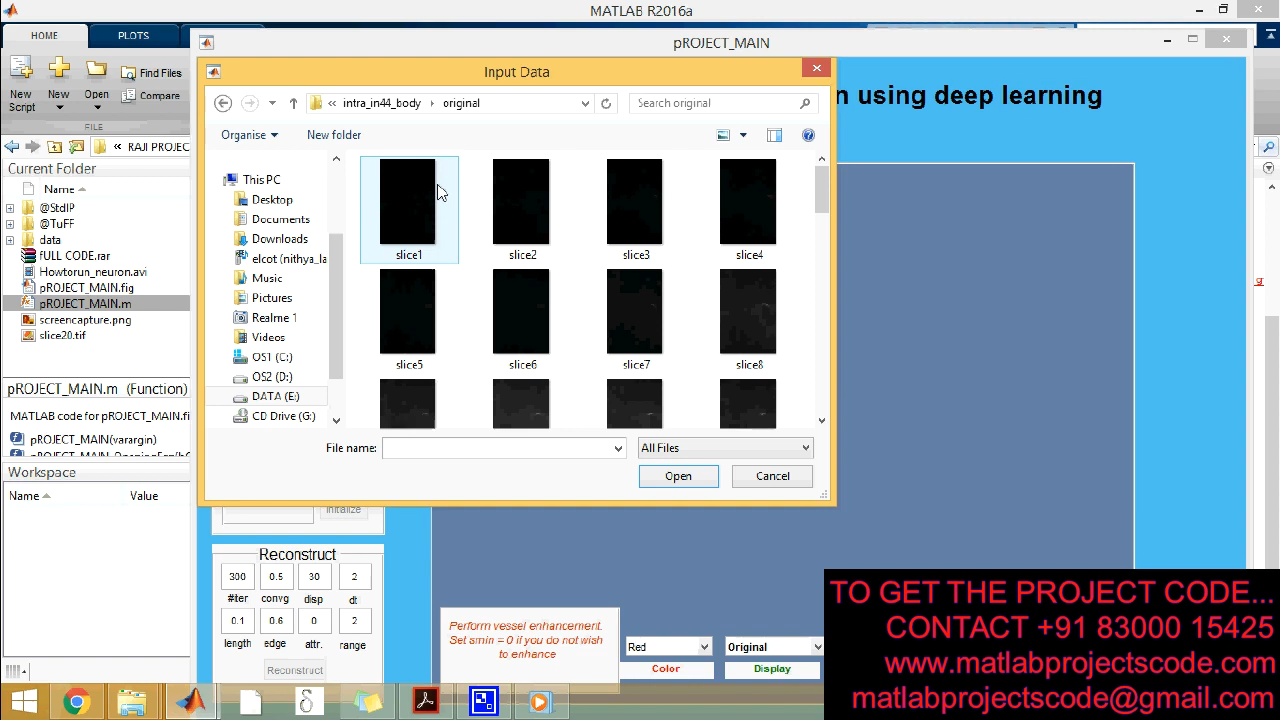 MATLAB R2016a
HOME
PLOTS
pROJECT_MAIN
New
Script
New
Open
Find Files
Compare
FILE
Input Data
intra_in44_body
original
Search original
n using deep learning
Organise
New folder
RAJI PROJEC
Current Folder
Name
@StdIP
@TuFF
data
fULL CODE.rar
Howtorun_neuron.avi
pROJECT_MAIN.fig
pROJECT_MAIN.m
screencapture.png
slice20.tif
This PC
Desktop
Documents
Downloads
elcot (nithya_la
Music
Pictures
Realme 1
Videos
OS1 (C:)
OS2 (D:)
DATA (E:)
CD Drive (G:)
slice1
slice2
slice3
slice4
slice5
slice6
slice7
slice8
File name:
All Files
Open
Cancel
pROJECT_MAIN.m (Function)
MATLAB code for pROJECT_MAIN.fi
pROJECT_MAIN(varargin)
Workspace
Name
Value
Initialize
Reconstruct
300
0.5
30
2
#iter
convg
disp
dt
0.1
0.6
0
2
length
edge
attr.
range
Reconstruct
Perform vessel enhancement.
Set smin = 0 if you do not wish
to enhance
Red
Original
Color
Display
TO GET THE PROJECT CODE...
CONTACT +91 83000 15425
www.matlabprojectscode.com
matlabprojectscode@gmail.com